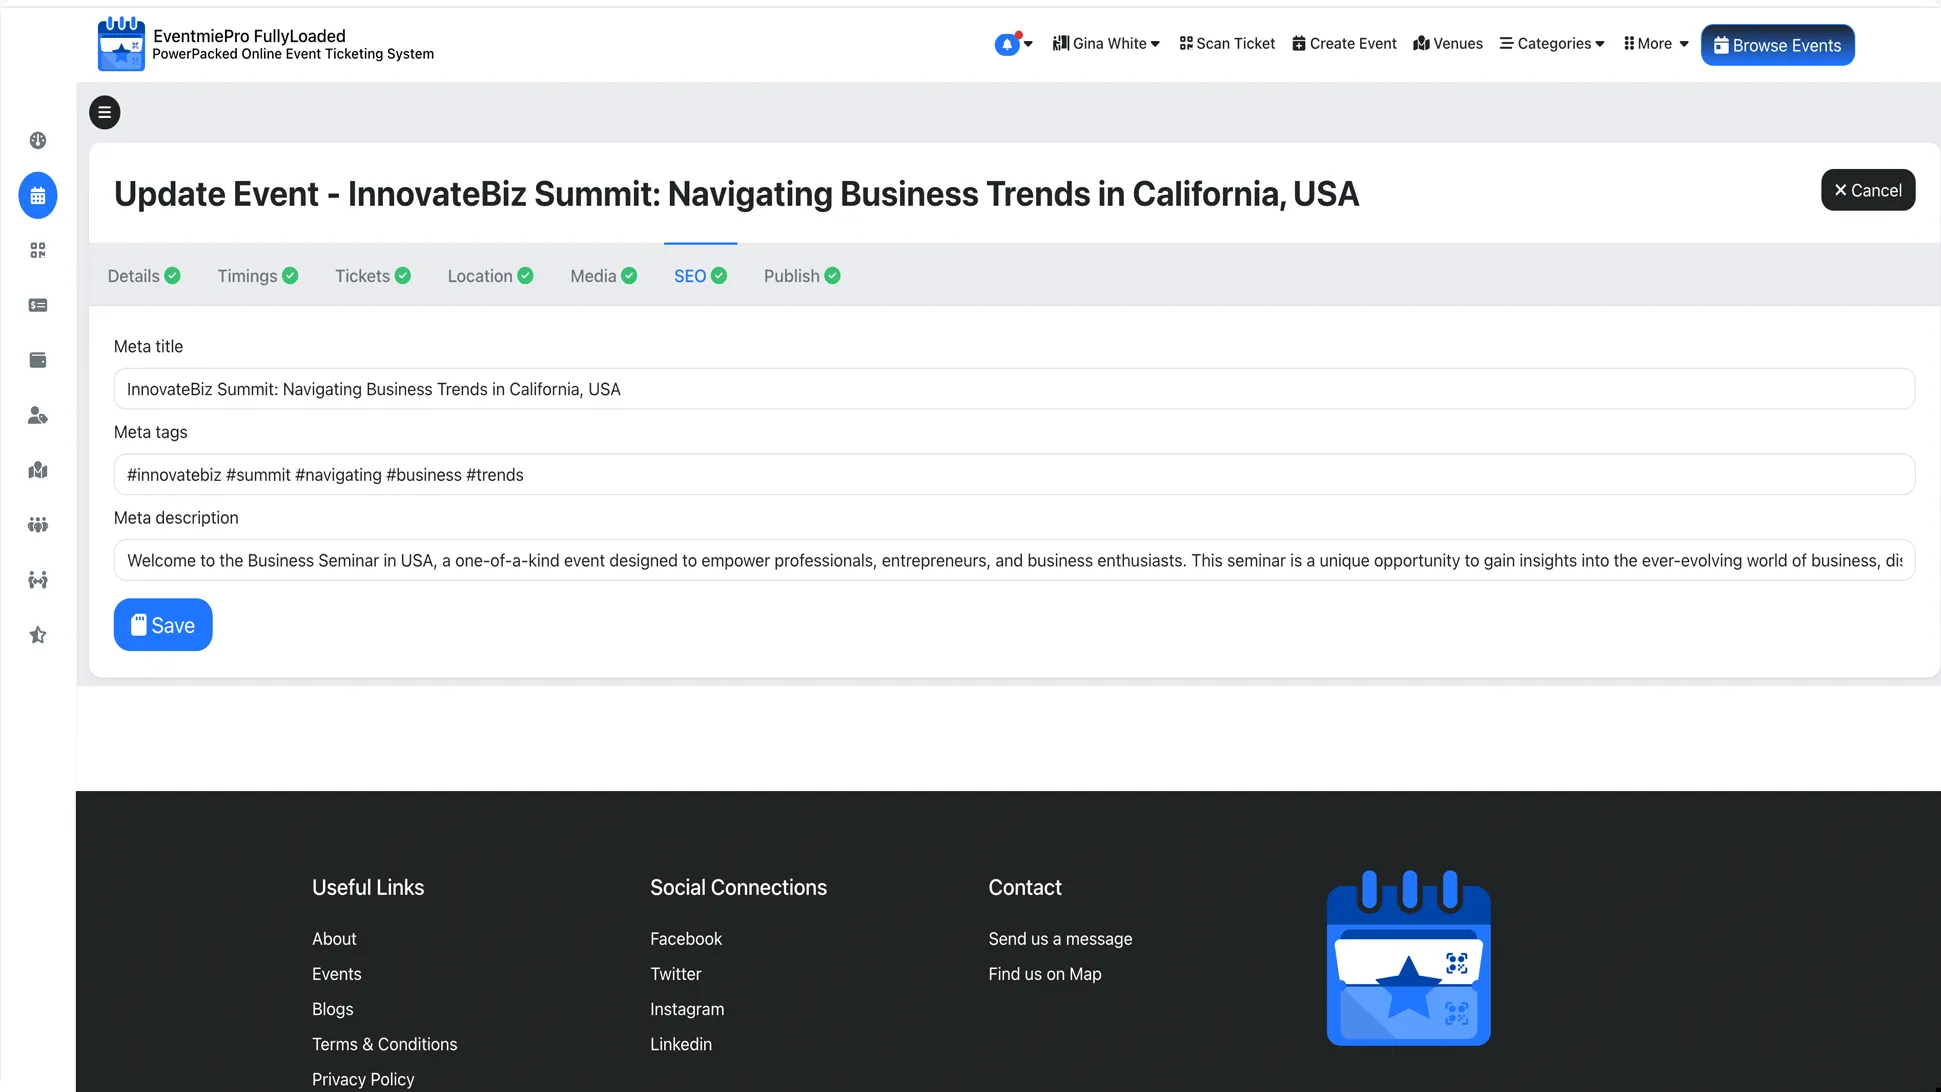 EventmiePro FullyLoaded
PowerPacked Online Event Ticketing System
Gina White
Scan Ticket
Create Event
Venues
Categories
More
Browse Events
Update Event - InnovateBiz Summit: Navigating Business Trends in California, USA
Cancel
Details
Timings
Tickets
Location
Media
SEO
Publish
Meta title
InnovateBiz Summit: Navigating Business Trends in California, USA
Meta tags
#innovatebiz #summit #navigating #business #trends
Meta description
Welcome to the Business Seminar in USA, a one-of-a-kind event designed to empower professionals, entrepreneurs, and business enthusiasts. This seminar is a unique opportunity to gain insights into the ever-evolving world of business,
Save
Useful Links
About
Events
Blogs
Terms & Conditions
Privacy Policy
Social Connections
Facebook
Twitter
Instagram
Linkedin
Contact
Send us a message
Find us on Map